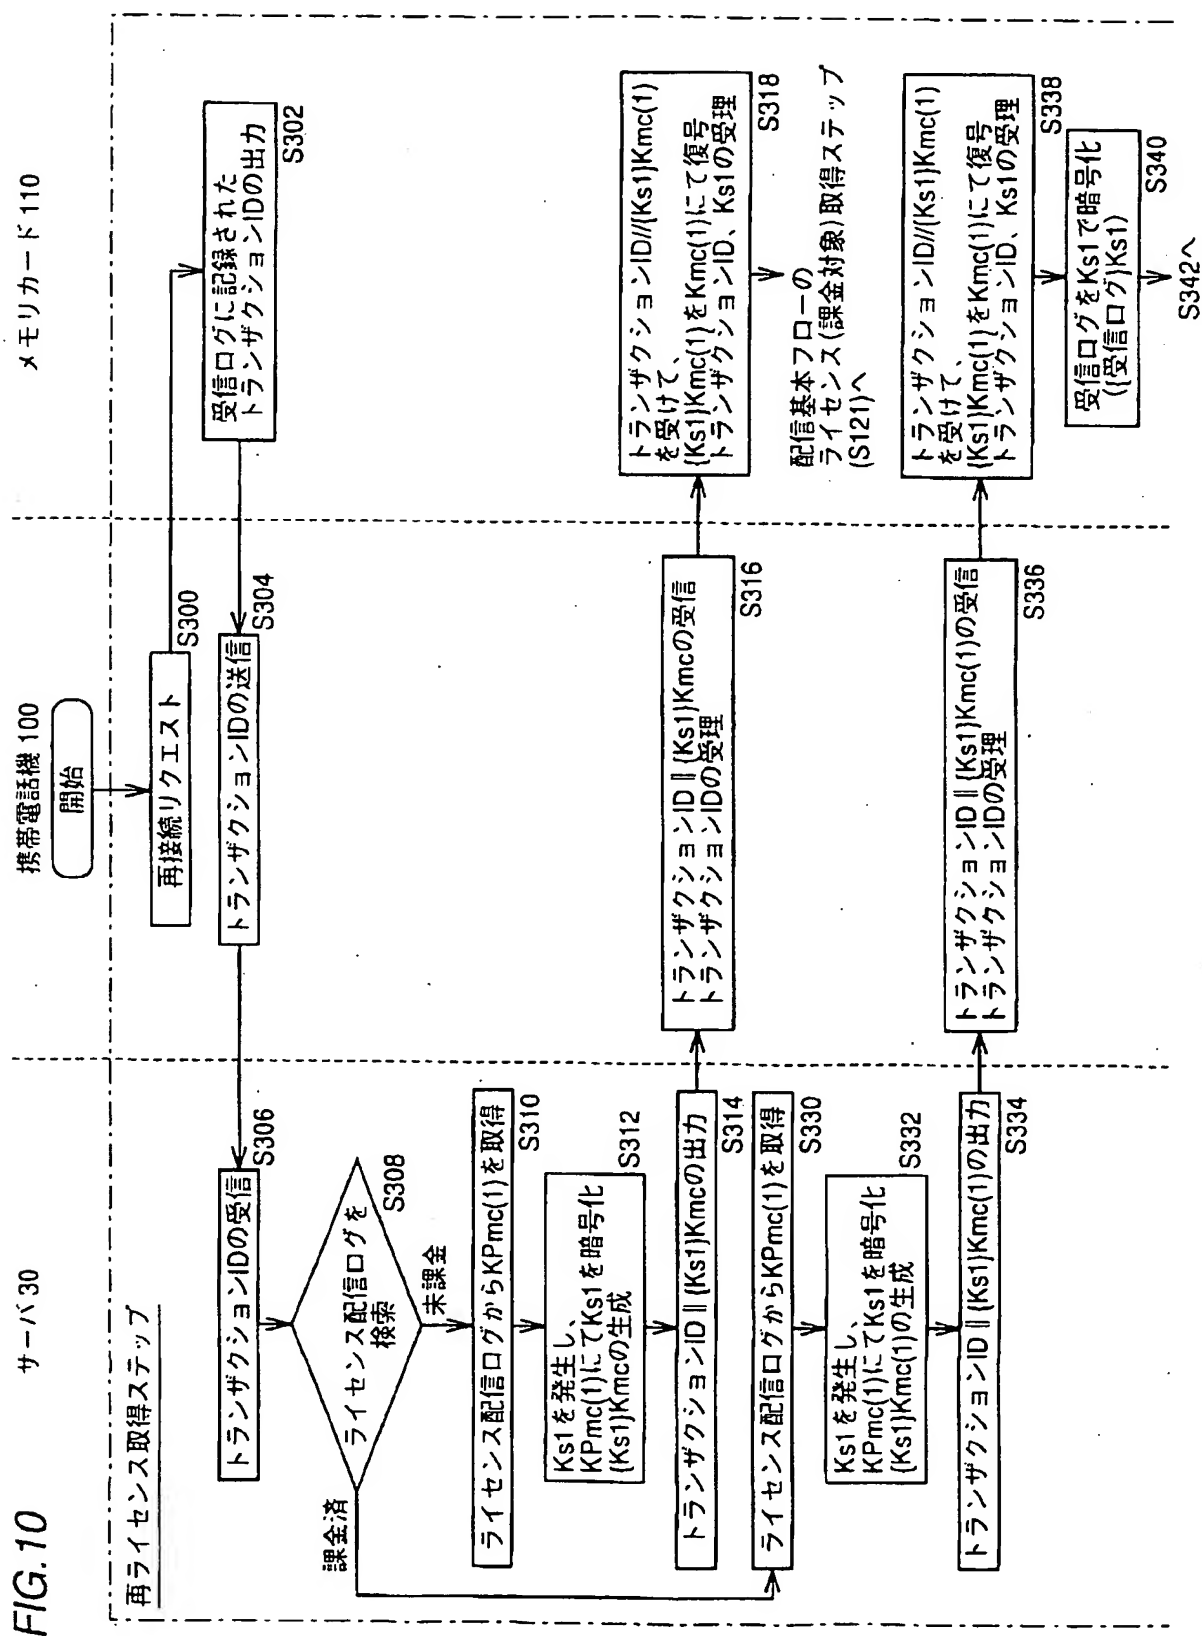 FIG.10
サーバ30
携帯電話機 100
メモリカード110
再ライセンス取得ステップ
開始
再接続リクエスト
S300
受信ログに記録された
トランザクションIDの出力
S302
トランザクションIDの送信
S304
トランザクションIDの受信
S306
ライセンス配信ログを
検索
S308
課金済
未課金
ライセンス配信ログからKPmc(1)を取得
S310
Ks1を発生し、
KPmc(1)にてKs1を暗号化
{Ks1}Kmcの生成
S312
トランザクションID∥{Ks1}Kmcの出力
S314
トランザクションID∥{Ks1}Kmcの受信
トランザクションIDの受理
S316
トランザクションID//{Ks1}Kmc(1)
を受けて、
{Ks1}Kmc(1)をKmc(1)にて復号
トランザクションID、Ks1の受理
S318
配信基本フローの
ライセンス(課金対象)取得ステップ
(S121)へ
ライセンス配信ログからKPmc(1)を取得
S330
Ks1を発生し、
KPmc(1)にてKs1を暗号化
{Ks1}Kmc(1)の生成
S332
トランザクションID∥{Ks1}Kmc(1)の出力
S334
トランザクションID∥{Ks1}Kmc(1)の受信
トランザクションIDの受理
S336
トランザクションID//{Ks1}Kmc(1)
を受けて、
{Ks1}Kmc(1)をKmc(1)にて復号
トランザクションID、Ks1の受理
S338
受信ログをKs1で暗号化
({受信ログ}Ks1)
S340
S342へ